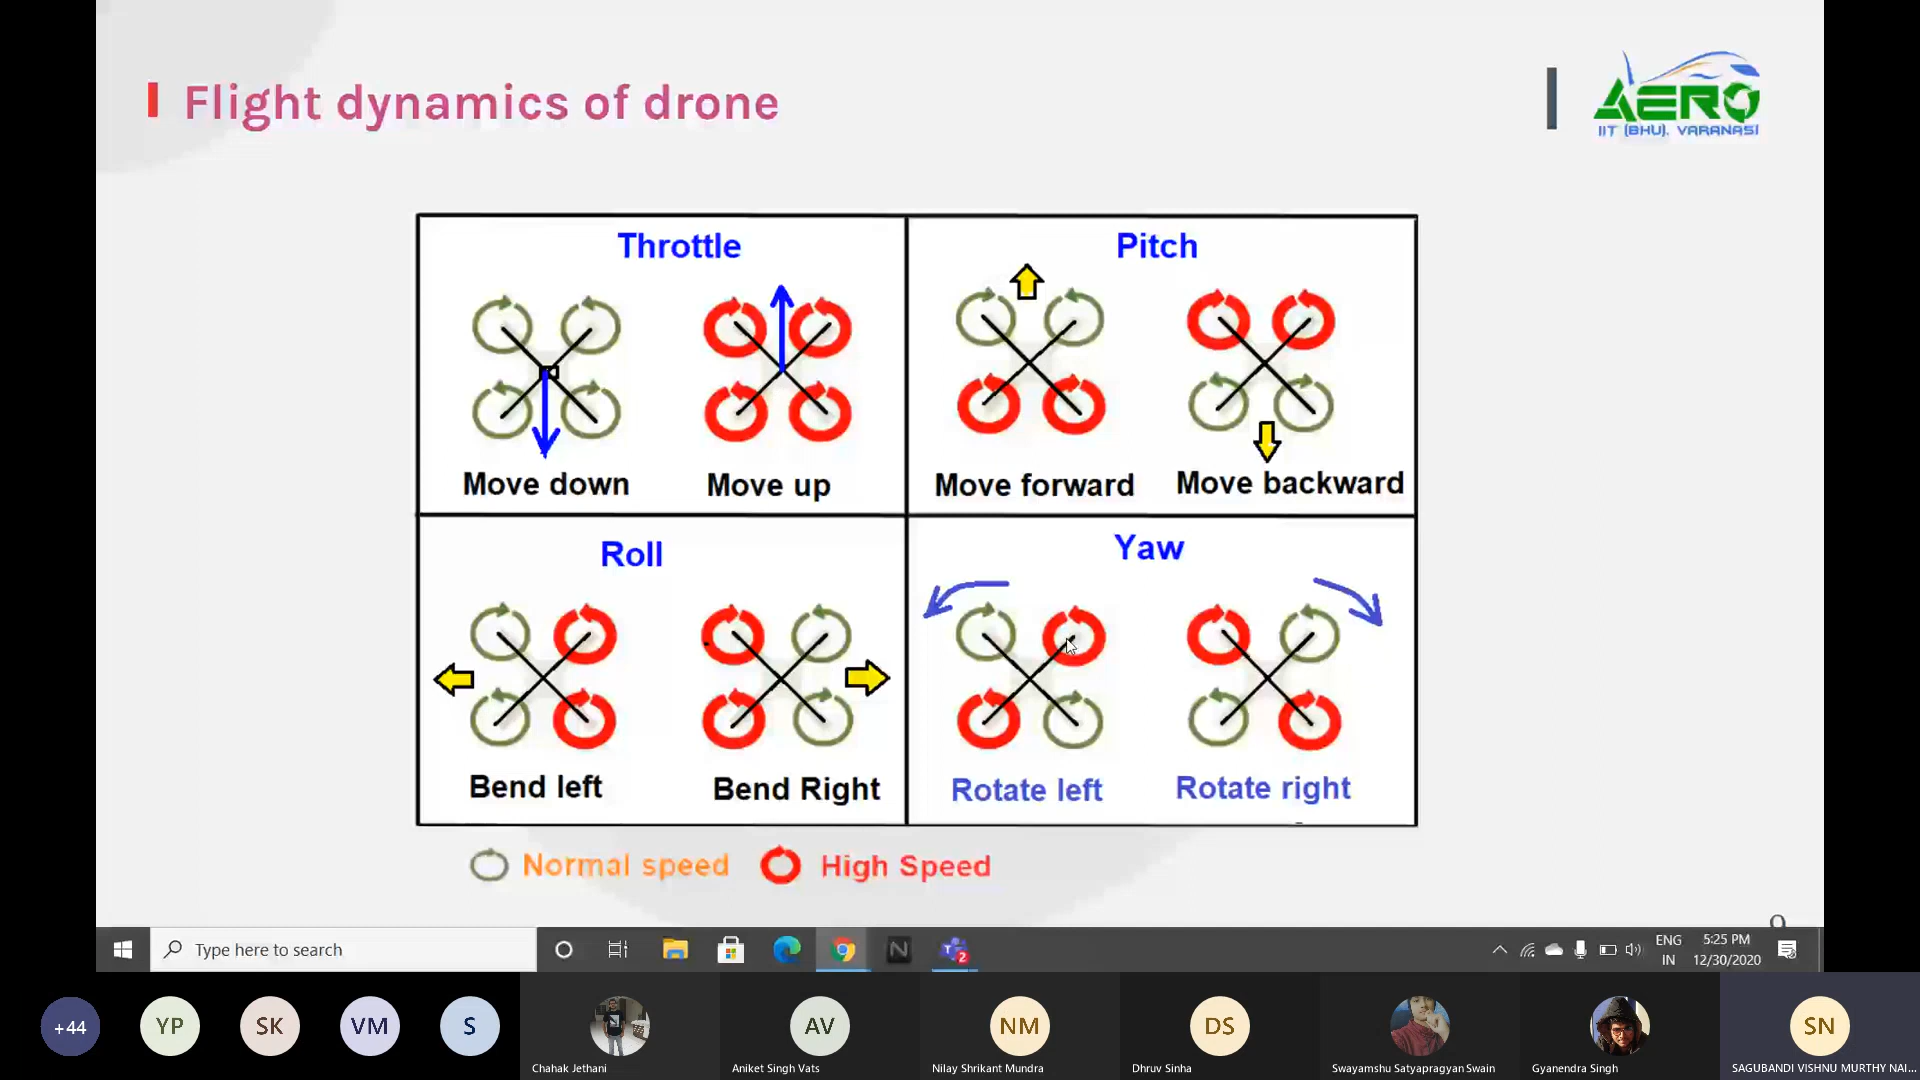 Flight dynamics of drone
AERO
IIT (BHU), VARANASI
Throttle
Pitch
Move down
Move up
Move forward
Move backward
Roll
Yaw
Bend left
Bend Right
Rotate left
Rotate right
Normal speed
High Speed
9
Type here to search
2
ENG
IN
5:25 PM
12/30/2020
+44
YP
SK
VM
S
AV
NM
DS
SN
Chahak Jethani
Aniket Singh Vats
Nilay Shrikant Mundra
Dhruv Sinha
Swayamshu Satyapragyan Swain
Gyanendra Singh
SAGUBANDI VISHNU MURTHY NAI...